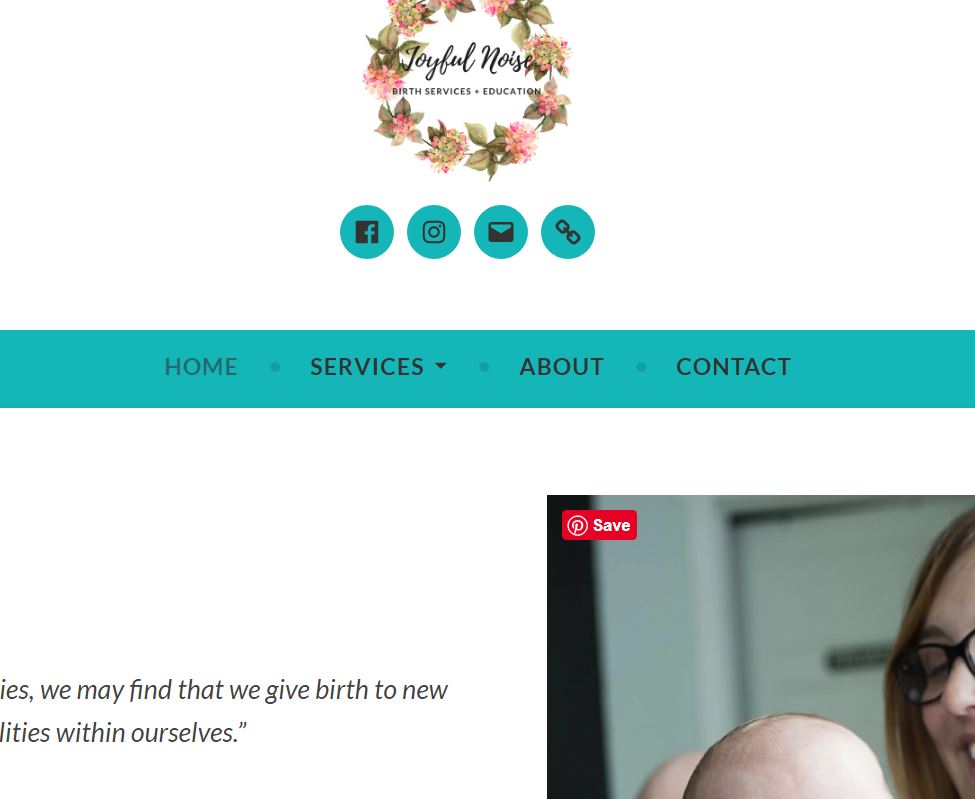 Joyful Noise
BIRTH SERVICES + EDUCATION
HOME SERVICES ABOUT CONTACT
Save
ies, we may find that we give birth to new
lities within ourselves.”